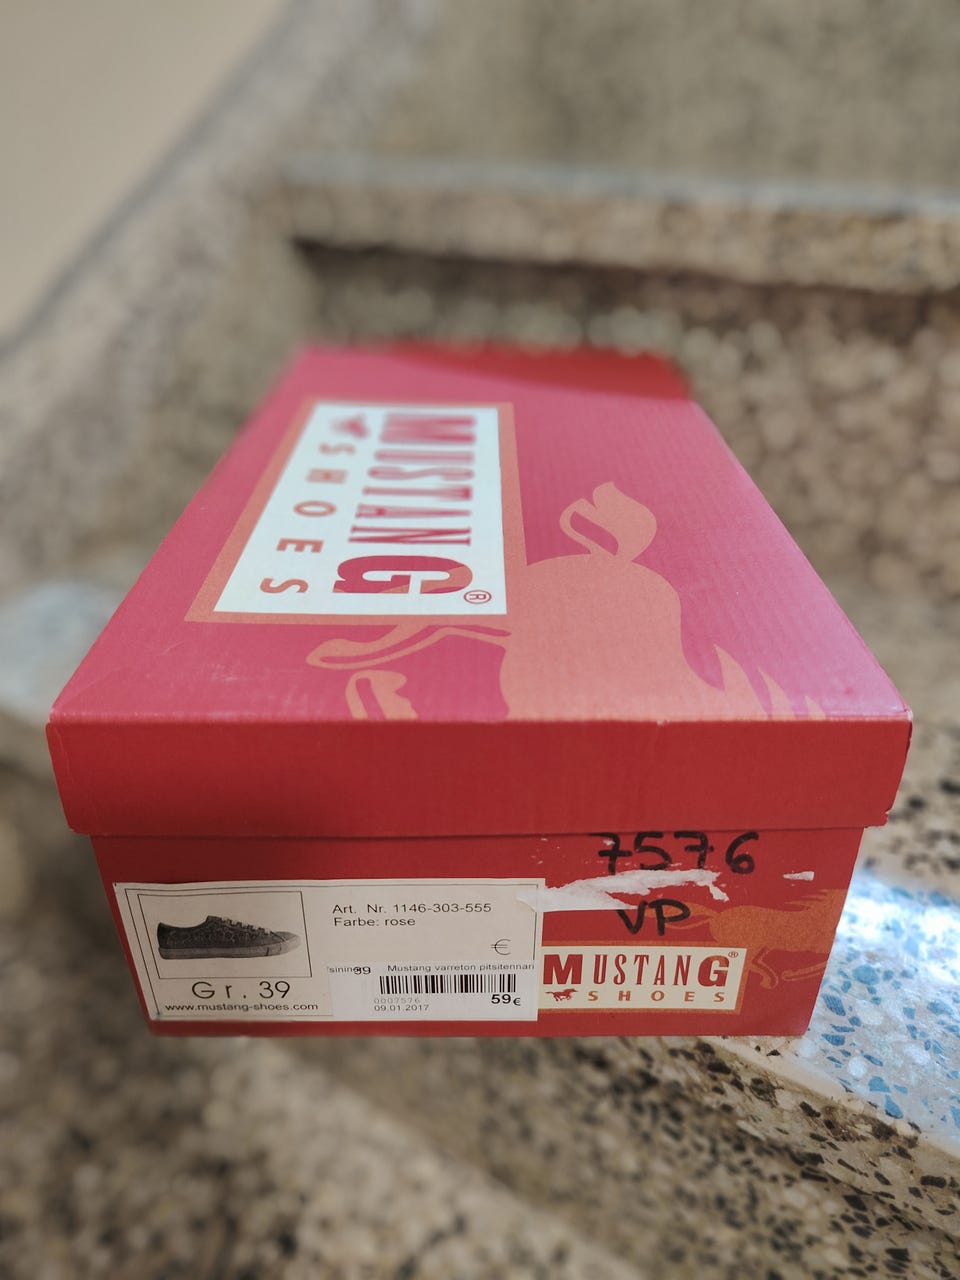 MUSTANG®
SHOES
7576
VP
Art. Nr. 1146-303-555
Farbe: rose
€
Gr. 39
www.mustang-shoes.com
sinin 39 Mustang varreton pitsitennari
0007576
09.01.2017
59€
MUSTANG®
SHOES